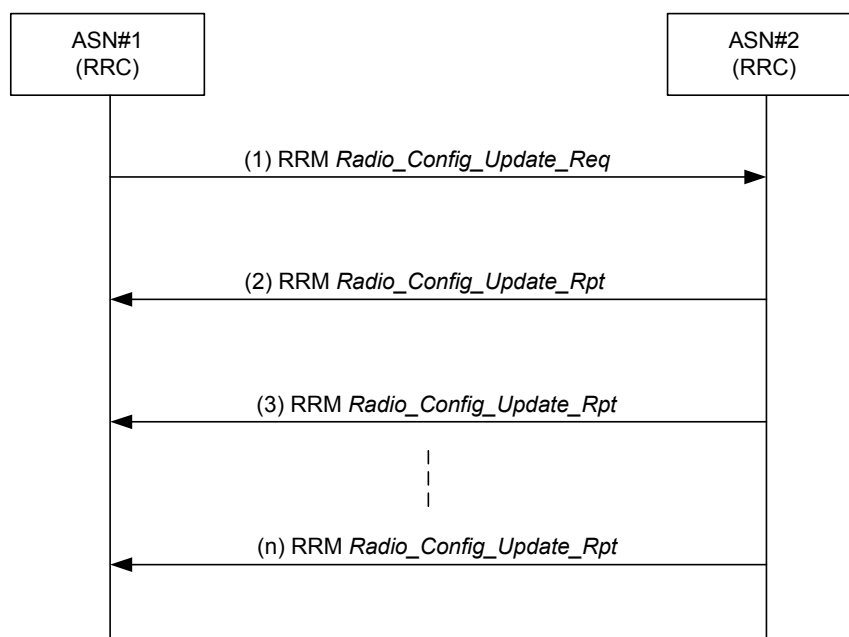 ASN#1
(RRC)
ASN#2
(RRC)
(1) RRM Radio_Config_Update_Req
(2) RRM Radio_Config_Update_Rpt
(3) RRM Radio_Config_Update_Rpt
(n) RRM Radio_Config_Update_Rpt